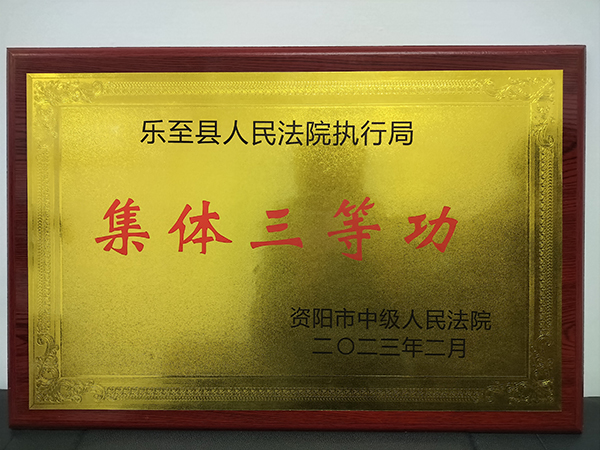 乐至县人民法院执行局
集体三等功
资阳市中级人民法院
二〇二三年二月